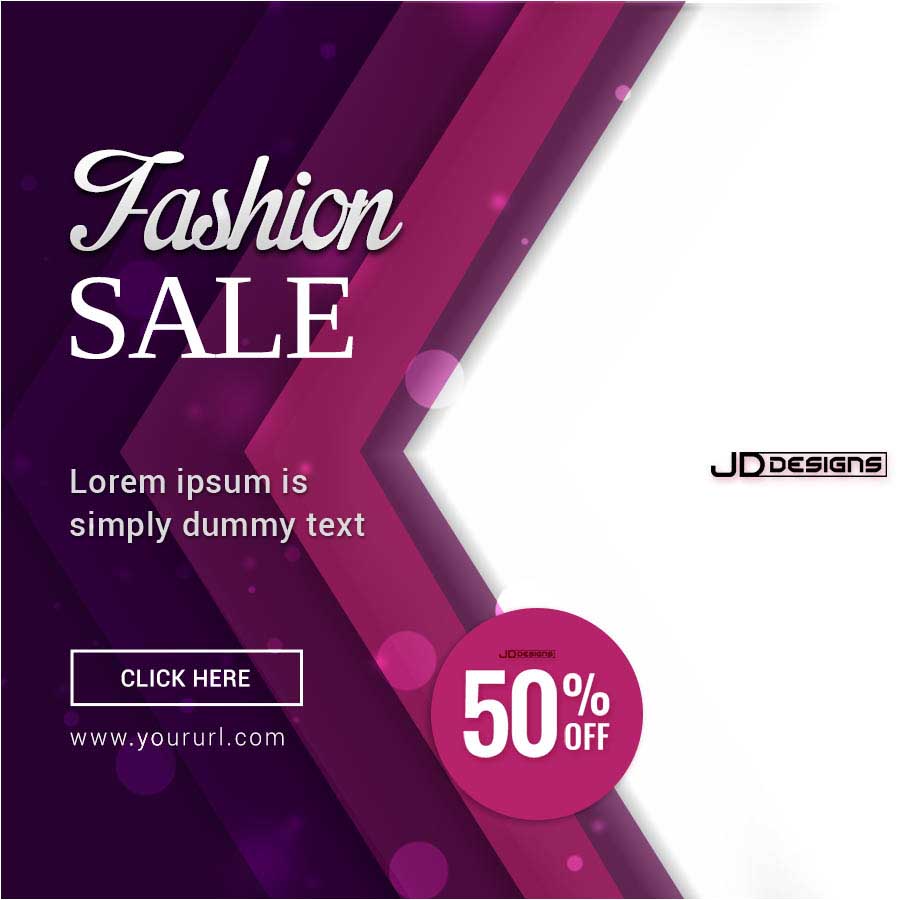 Fashion
SALE
Lorem ipsum is
simply dummy text
CLICK HERE
www.yoururl.com
JD DESIGNS
50%
OFF
JD DESIGNS